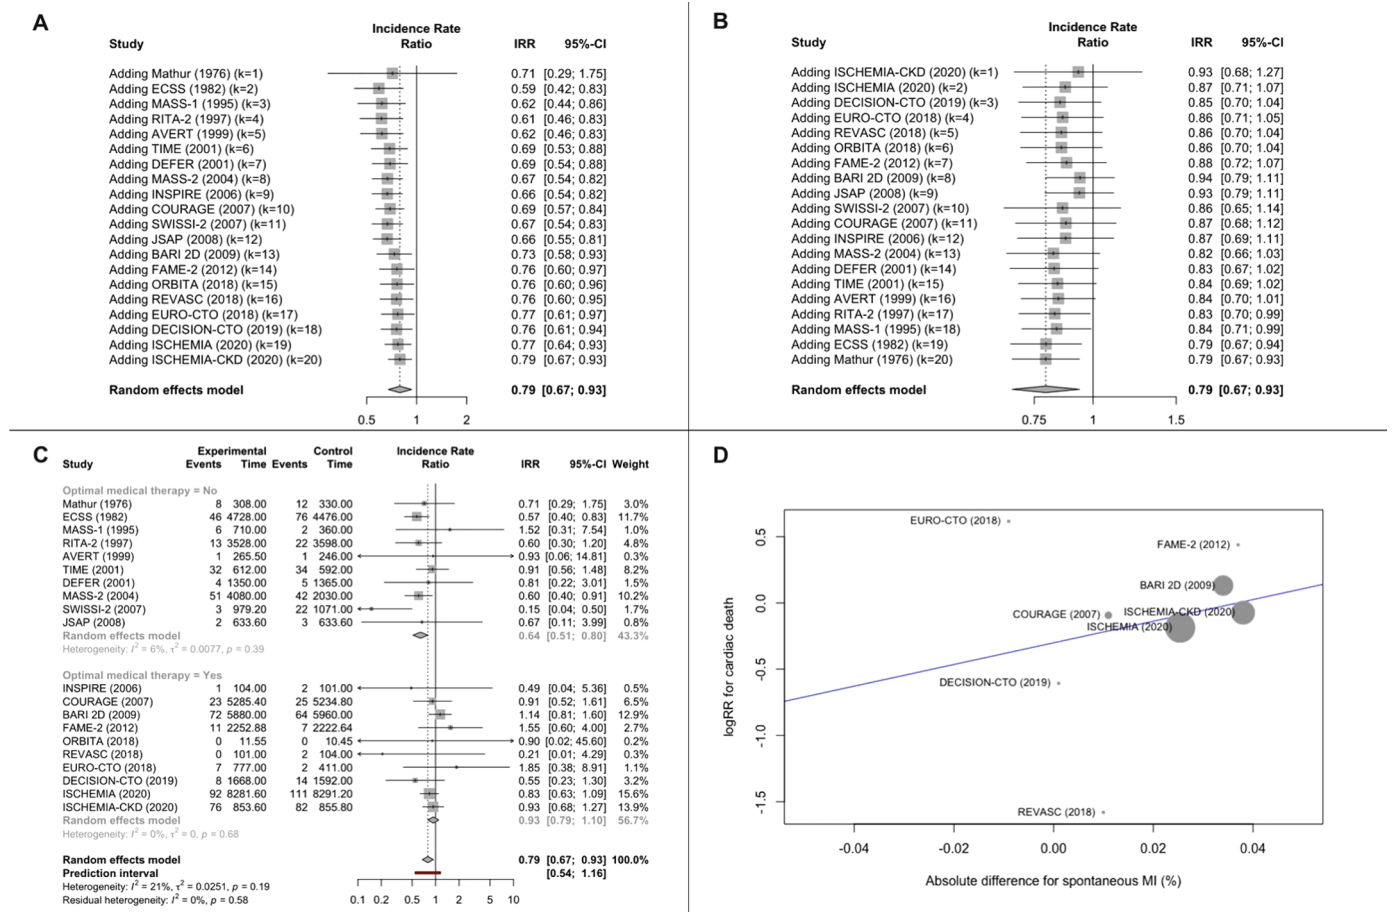 A
Incidence Rate
Study Ratio IRR 95%-CI
Adding Mathur (1976) (k=1) 0.71 [0.29; 1.75]
Adding ECSS (1982) (k=2) 0.59 [0.42; 0.83]
Adding MASS-1 (1995) (k=3) 0.62 [0.44; 0.86]
Adding RITA-2 (1997) (k=4) 0.61 [0.46; 0.83]
Adding AVERT (1999) (k=5) 0.62 [0.46; 0.83]
Adding TIME (2001) (k=6) 0.69 [0.53; 0.88]
Adding DEFER (2001) (k=7) 0.69 [0.54; 0.88]
Adding MASS-2 (2004) (k=8) 0.67 [0.54; 0.82]
Adding INSPIRE (2006) (k=9) 0.66 [0.54; 0.82]
Adding COURAGE (2007) (k=10) 0.69 [0.57; 0.84]
Adding SWISSI-2 (2007) (k=11) 0.67 [0.54; 0.83]
Adding JSAP (2008) (k=12) 0.66 [0.55; 0.81]
Adding BARI 2D (2009) (k=13) 0.73 [0.58; 0.93]
Adding FAME-2 (2012) (k=14) 0.76 [0.60; 0.97]
Adding ORBITA (2018) (k=15) 0.76 [0.60; 0.96]
Adding REVASC (2018) (k=16) 0.76 [0.60; 0.95]
Adding EURO-CTO (2018) (k=17) 0.77 [0.61; 0.97]
Adding DECISION-CTO (2019) (k=18) 0.76 [0.61; 0.94]
Adding ISCHEMIA (2020) (k=19) 0.77 [0.64; 0.93]
Adding ISCHEMIA-CKD (2020) (k=20) 0.79 [0.67; 0.93]
Random effects model 0.79 [0.67; 0.93]
0.5 1 2
B
Incidence Rate
Study Ratio IRR 95%-CI
Adding ISCHEMIA-CKD (2020) (k=1) 0.93 [0.68; 1.27]
Adding ISCHEMIA (2020) (k=2) 0.87 [0.71; 1.07]
Adding DECISION-CTO (2019) (k=3) 0.85 [0.70; 1.04]
Adding EURO-CTO (2018) (k=4) 0.86 [0.71; 1.05]
Adding REVASC (2018) (k=5) 0.86 [0.70; 1.04]
Adding ORBITA (2018) (k=6) 0.86 [0.70; 1.04]
Adding FAME-2 (2012) (k=7) 0.88 [0.72; 1.07]
Adding BARI 2D (2009) (k=8) 0.94 [0.79; 1.11]
Adding JSAP (2008) (k=9) 0.93 [0.79; 1.11]
Adding SWISSI-2 (2007) (k=10) 0.86 [0.65; 1.14]
Adding COURAGE (2007) (k=11) 0.87 [0.68; 1.12]
Adding INSPIRE (2006) (k=12) 0.87 [0.69; 1.11]
Adding MASS-2 (2004) (k=13) 0.82 [0.66; 1.03]
Adding DEFER (2001) (k=14) 0.83 [0.67; 1.02]
Adding TIME (2001) (k=15) 0.84 [0.69; 1.02]
Adding AVERT (1999) (k=16) 0.84 [0.70; 1.01]
Adding RITA-2 (1997) (k=17) 0.83 [0.70; 0.99]
Adding MASS-1 (1995) (k=18) 0.84 [0.71; 0.99]
Adding ECSS (1982) (k=19) 0.79 [0.67; 0.94]
Adding Mathur (1976) (k=20) 0.79 [0.67; 0.93]
Random effects model 0.79 [0.67; 0.93]
0.75 1 1.5
C
Experimental Control Incidence Rate
Study Events Time Events Time Ratio IRR 95%-CI Weight
Optimal medical therapy = No
Mathur (1976) 8 308.00 12 330.00 0.71 [0.29; 1.75] 3.0%
ECSS (1982) 46 4728.00 76 4476.00 0.57 [0.40; 0.83] 11.7%
MASS-1 (1995) 6 710.00 2 360.00 1.52 [0.31; 7.54] 1.0%
RITA-2 (1997) 13 3528.00 22 3598.00 0.60 [0.30; 1.20] 4.8%
AVERT (1999) 1 265.50 1 246.00 0.93 [0.06; 14.81] 0.3%
TIME (2001) 32 612.00 34 592.00 0.91 [0.56; 1.48] 8.2%
DEFER (2001) 4 1350.00 5 1365.00 0.81 [0.22; 3.01] 1.5%
MASS-2 (2004) 51 4080.00 42 2030.00 0.60 [0.40; 0.91] 10.3%
SWISSI-2 (2007) 3 979.20 22 1071.00 0.15 [0.04; 0.50] 1.7%
JSAP (2008) 2 633.60 3 633.60 0.67 [0.11; 3.99] 0.8%
Random effects model 0.64 [0.51; 0.80] 43.3%
Heterogeneity: I² = 6%, τ² = 0.0077, p = 0.39
Optimal medical therapy = Yes
INSPIRE (2006) 1 104.00 2 101.00 0.49 [0.04; 5.36] 0.5%
COURAGE (2007) 23 5285.40 25 5234.80 0.91 [0.52; 1.61] 6.5%
BARI 2D (2009) 72 5880.00 64 5960.00 1.14 [0.81; 1.60] 12.9%
FAME-2 (2012) 11 2252.88 7 2222.64 1.55 [0.60; 4.00] 2.7%
ORBITA (2018) 0 11.55 0 10.45 0.90 [0.02; 45.60] 0.2%
REVASC (2018) 0 101.00 2 104.00 0.21 [0.01; 4.29] 0.3%
EURO-CTO (2018) 7 777.00 2 411.00 1.85 [0.38; 8.91] 1.1%
DECISION-CTO (2019) 8 1668.00 14 1592.00 0.55 [0.23; 1.30] 3.2%
ISCHEMIA (2020) 92 8281.60 111 8291.20 0.83 [0.63; 1.09] 15.6%
ISCHEMIA-CKD (2020) 76 853.60 82 855.80 0.93 [0.68; 1.27] 13.9%
Random effects model 0.93 [0.79; 1.10] 56.7%
Heterogeneity: I² = 0%, τ² = 0, p = 0.68
Random effects model 0.79 [0.67; 0.93] 100.0%
Prediction interval [0.54; 1.16]
Heterogeneity: I² = 21%, τ² = 0.0251, p = 0.19
Residual heterogeneity: I² = 0%, p = 0.58
0.1 0.2 0.5 1 2 5 10
D
logRR for cardiac death
0.5
0.0
-0.5
-1.0
-1.5
EURO-CTO (2018)
FAME-2 (2012)
BARI 2D (2009)
COURAGE (2007)
ISCHEMIA-CKD (2020)
ISCHEMIA (2020)
DECISION-CTO (2019)
REVASC (2018)
-0.04 -0.02 0.00 0.02 0.04
Absolute difference for spontaneous MI (%)